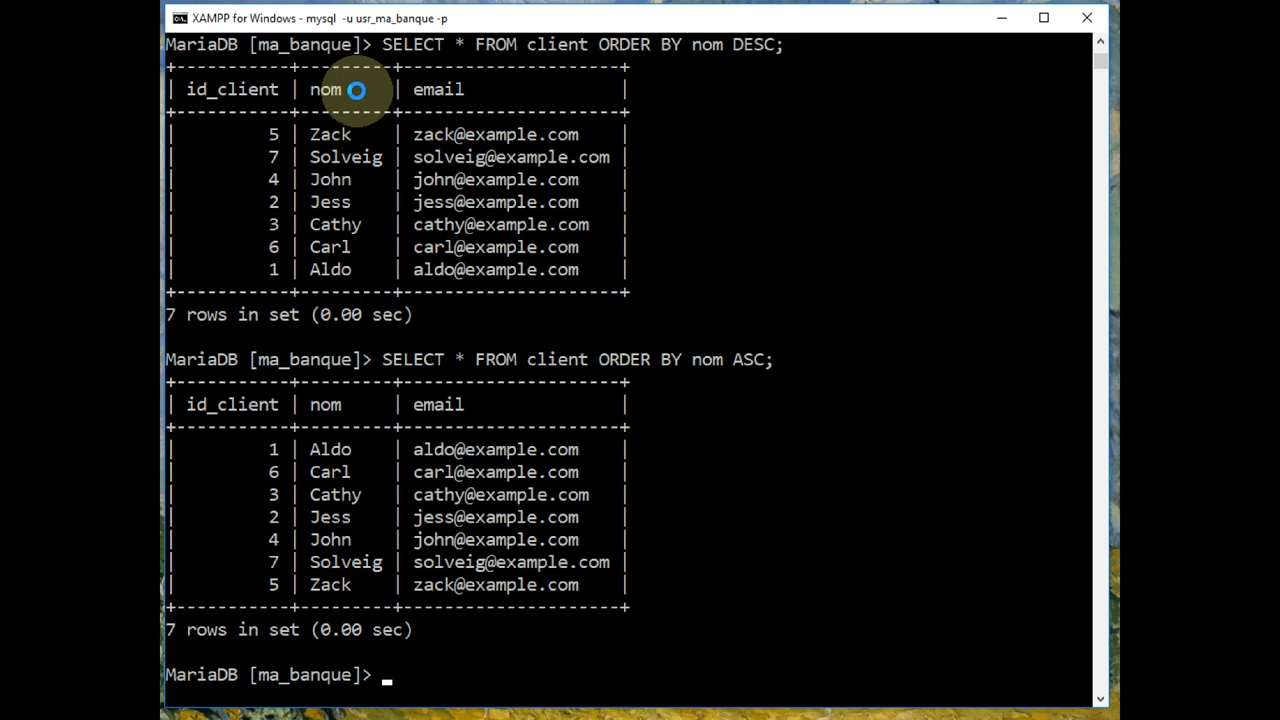 XAMPP for Windows - mysql -u usr_ma_banque -p
MariaDB [ma_banque]> SELECT * FROM client ORDER BY nom DESC;
+-----------+---------+---------------------+
| id_client | nom     | email               |
+-----------+---------+---------------------+
|         5 | Zack    | zack@example.com    |
|         7 | Solveig | solveig@example.com |
|         4 | John    | john@example.com    |
|         2 | Jess    | jess@example.com    |
|         3 | Cathy   | cathy@example.com   |
|         6 | Carl    | carl@example.com    |
|         1 | Aldo    | aldo@example.com    |
+-----------+---------+---------------------+
7 rows in set (0.00 sec)
MariaDB [ma_banque]> SELECT * FROM client ORDER BY nom ASC;
+-----------+---------+---------------------+
| id_client | nom     | email               |
+-----------+---------+---------------------+
|         1 | Aldo    | aldo@example.com    |
|         6 | Carl    | carl@example.com    |
|         3 | Cathy   | cathy@example.com   |
|         2 | Jess    | jess@example.com    |
|         4 | John    | john@example.com    |
|         7 | Solveig | solveig@example.com |
|         5 | Zack    | zack@example.com    |
+-----------+---------+---------------------+
7 rows in set (0.00 sec)
MariaDB [ma_banque]> _